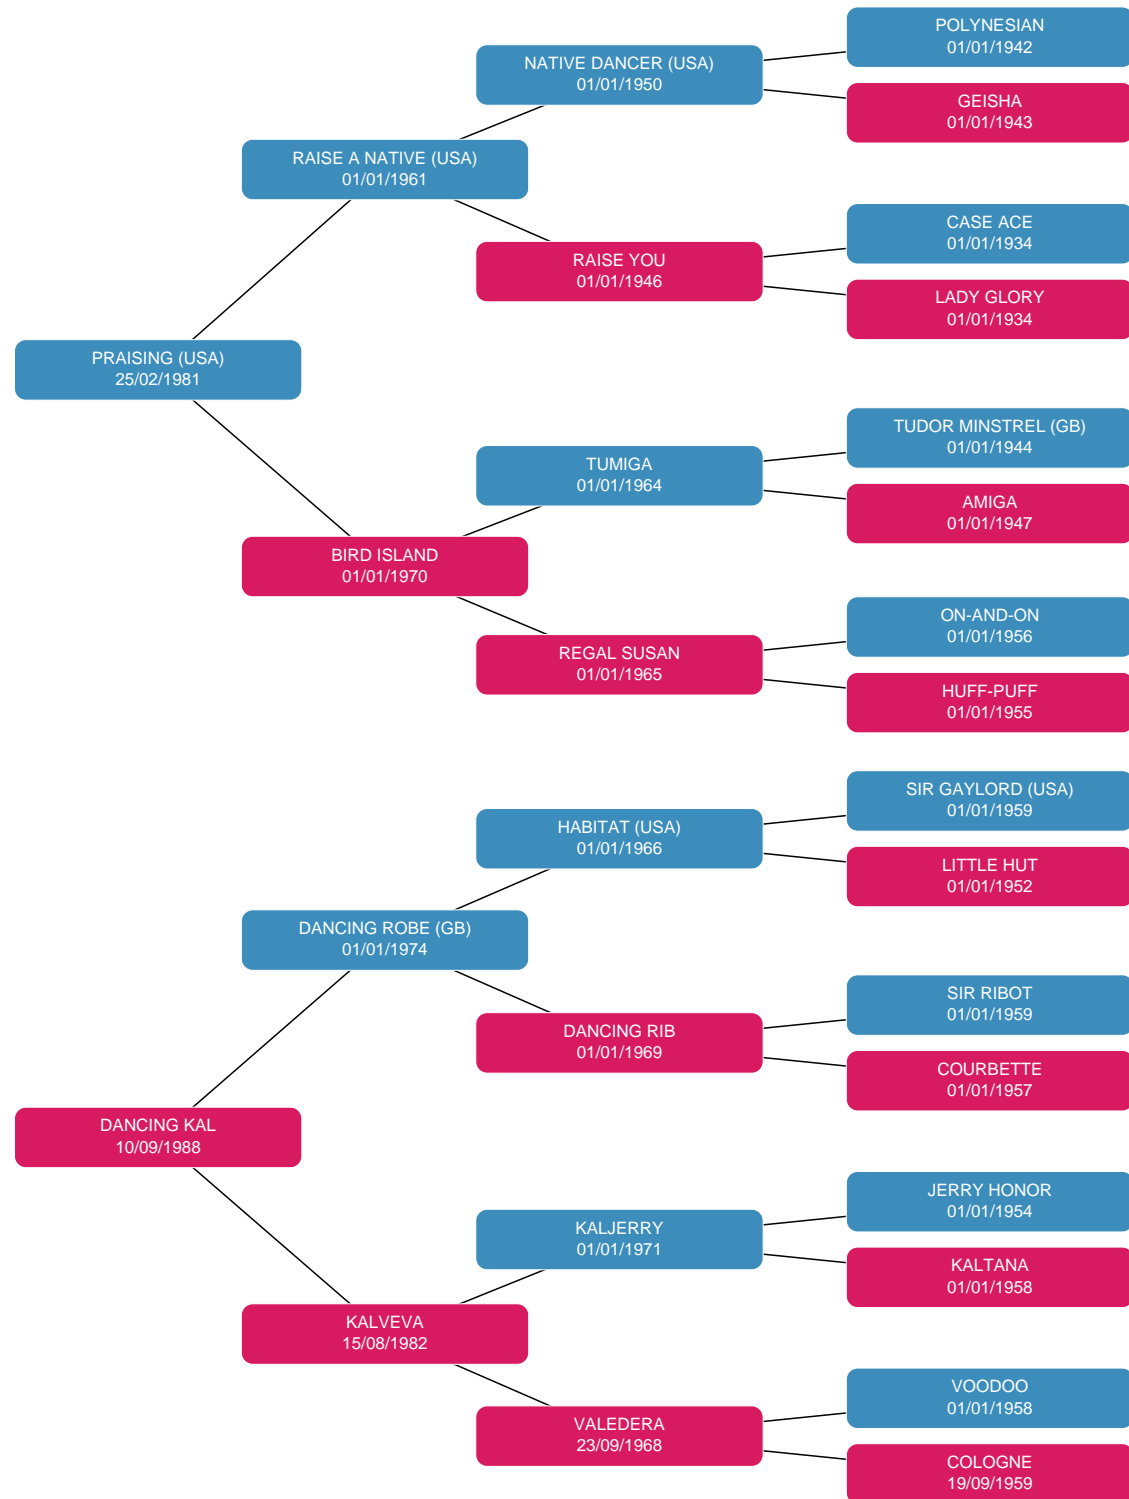 POLYNESIAN
01/01/1942
NATIVE DANCER (USA)
01/01/1950
GEISHA
01/01/1943
RAISE A NATIVE (USA)
01/01/1961
CASE ACE
01/01/1934
RAISE YOU
01/01/1946
LADY GLORY
01/01/1934
PRAISING (USA)
25/02/1981
TUDOR MINSTREL (GB)
01/01/1944
TUMIGA
01/01/1964
AMIGA
01/01/1947
BIRD ISLAND
01/01/1970
ON-AND-ON
01/01/1956
REGAL SUSAN
01/01/1965
HUFF-PUFF
01/01/1955
SIR GAYLORD (USA)
01/01/1959
HABITAT (USA)
01/01/1966
LITTLE HUT
01/01/1952
DANCING ROBE (GB)
01/01/1974
SIR RIBOT
01/01/1959
DANCING RIB
01/01/1969
COURBETTE
01/01/1957
DANCING KAL
10/09/1988
JERRY HONOR
01/01/1954
KALJERRY
01/01/1971
KALTANA
01/01/1958
KALVEVA
15/08/1982
VOODOO
01/01/1958
VALEDERA
23/09/1968
COLOGNE
19/09/1959